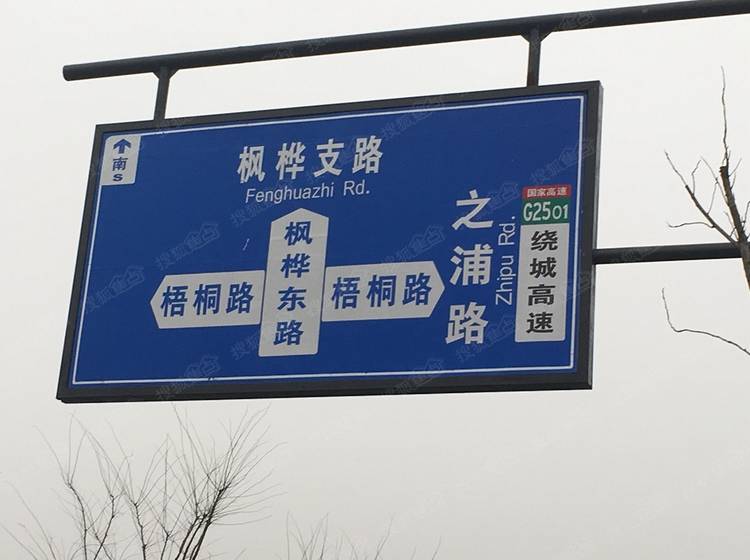 南
S
枫桦支路
Fenghuazhi Rd.
枫桦东路
梧桐路
梧桐路
之浦路
Zhipu Rd.
国家高速
G2501
绕城高速